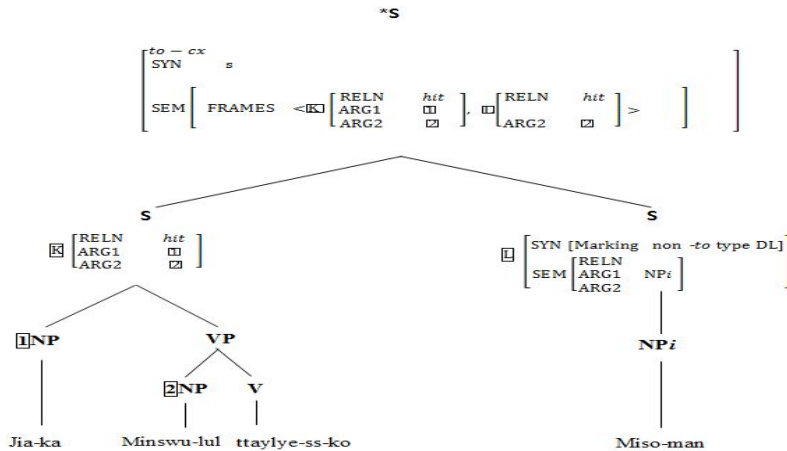 *S
to – cx
SYN s
SEM [ FRAMES < K [ RELN hit ], L [ RELN hit ] > ]
ARG1 1
ARG2 2 ARG2 2
S S
K [ RELN hit ]
ARG1 1
ARG2 2
L [ SYN [Marking non -to type DL] ]
SEM [ RELN ]
ARG1 NPi
ARG2
1NP VP NPi
2NP V
Jia-ka Minswu-lul ttaylye-ss-ko Miso-man